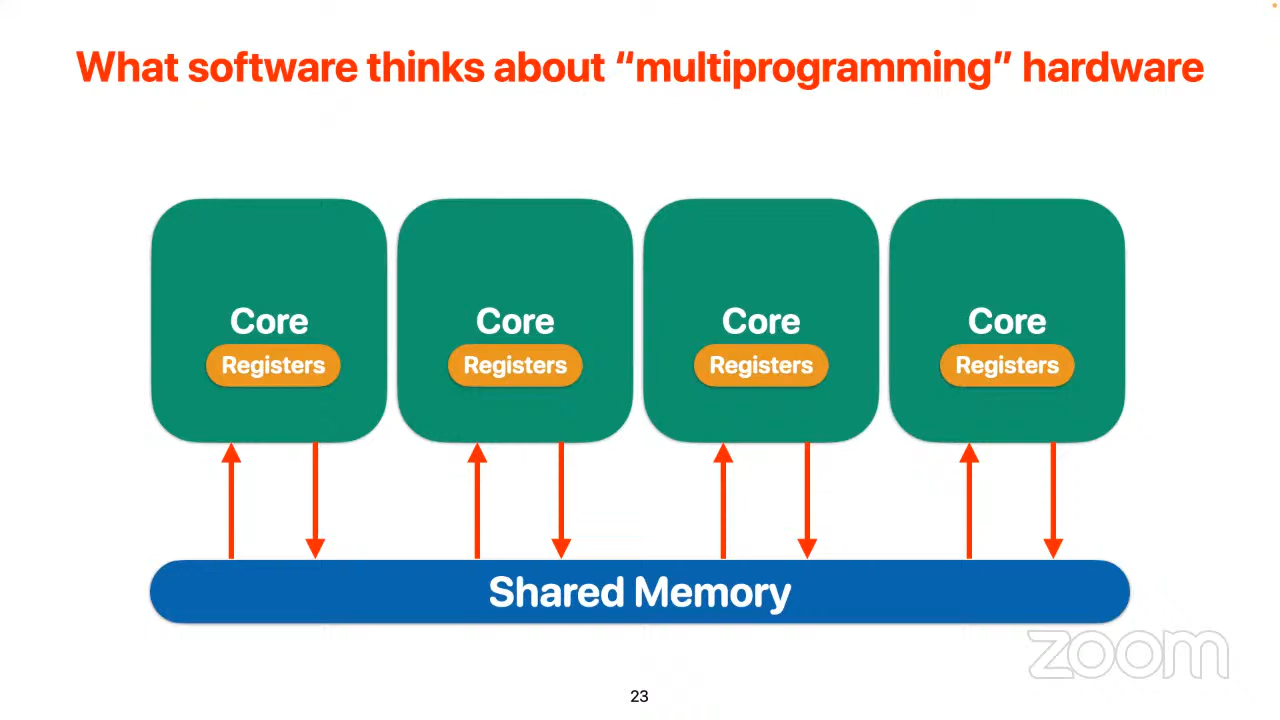 What software thinks about “multiprogramming” hardware
Core Core Core Core
Registers Registers Registers Registers
Shared Memory
zoom
23